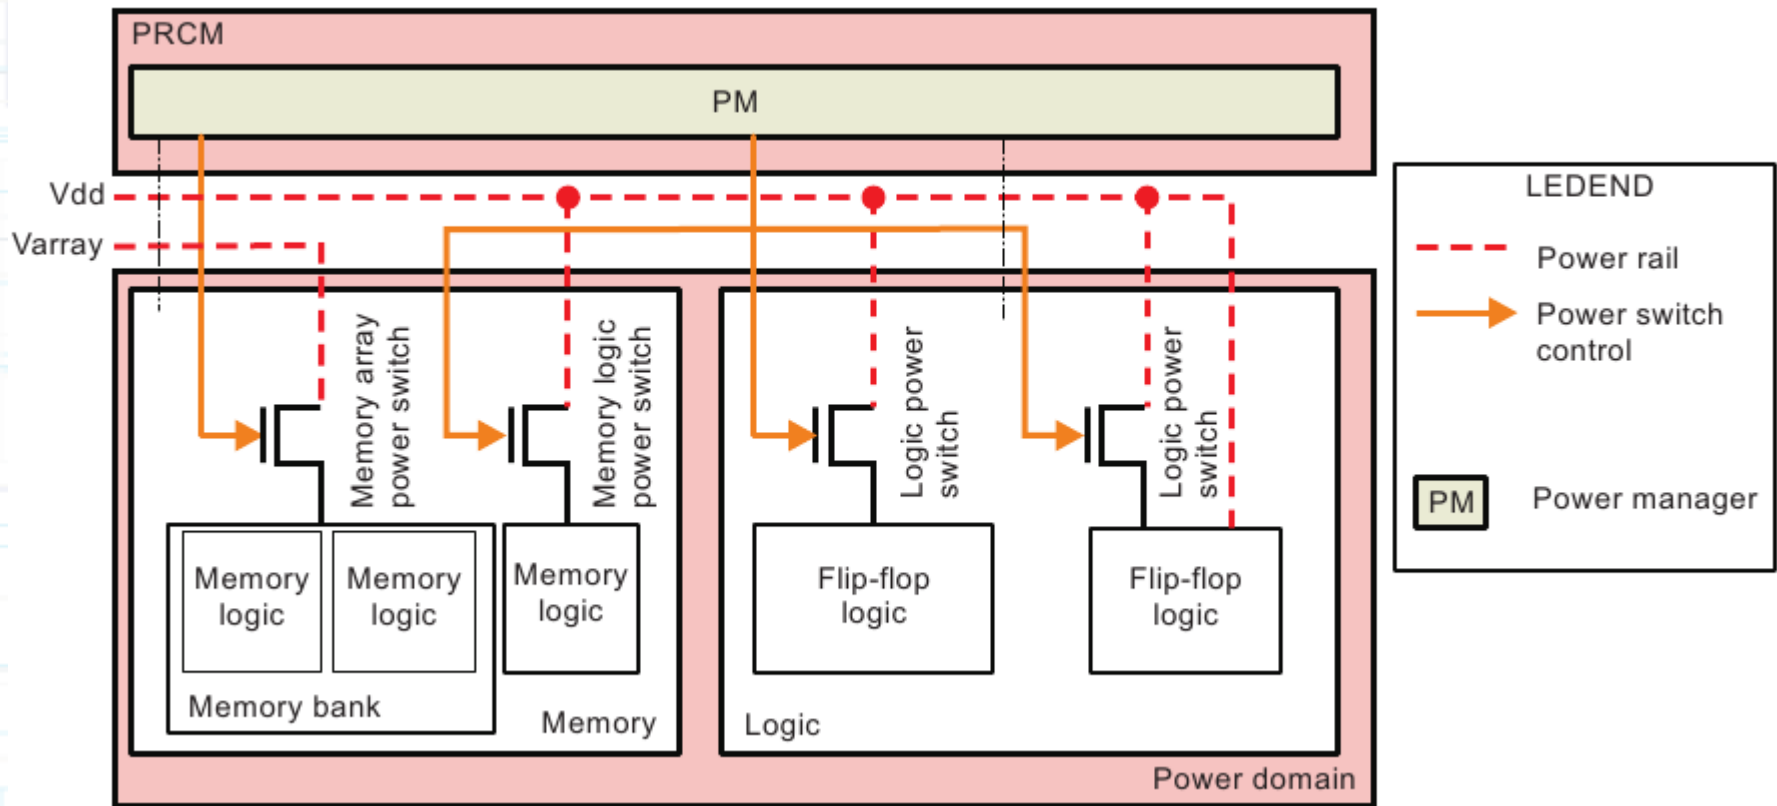 PRCM
PM
Vdd
Varray
LEDEND
Power rail
Power switch
control
PM
Power manager
Memory array
power switch
Memory logic
power switch
Logic power
switch
Logic power
switch
Memory
logic
Memory
logic
Memory
logic
Flip-flop
logic
Flip-flop
logic
Memory bank
Memory
Logic
Power domain